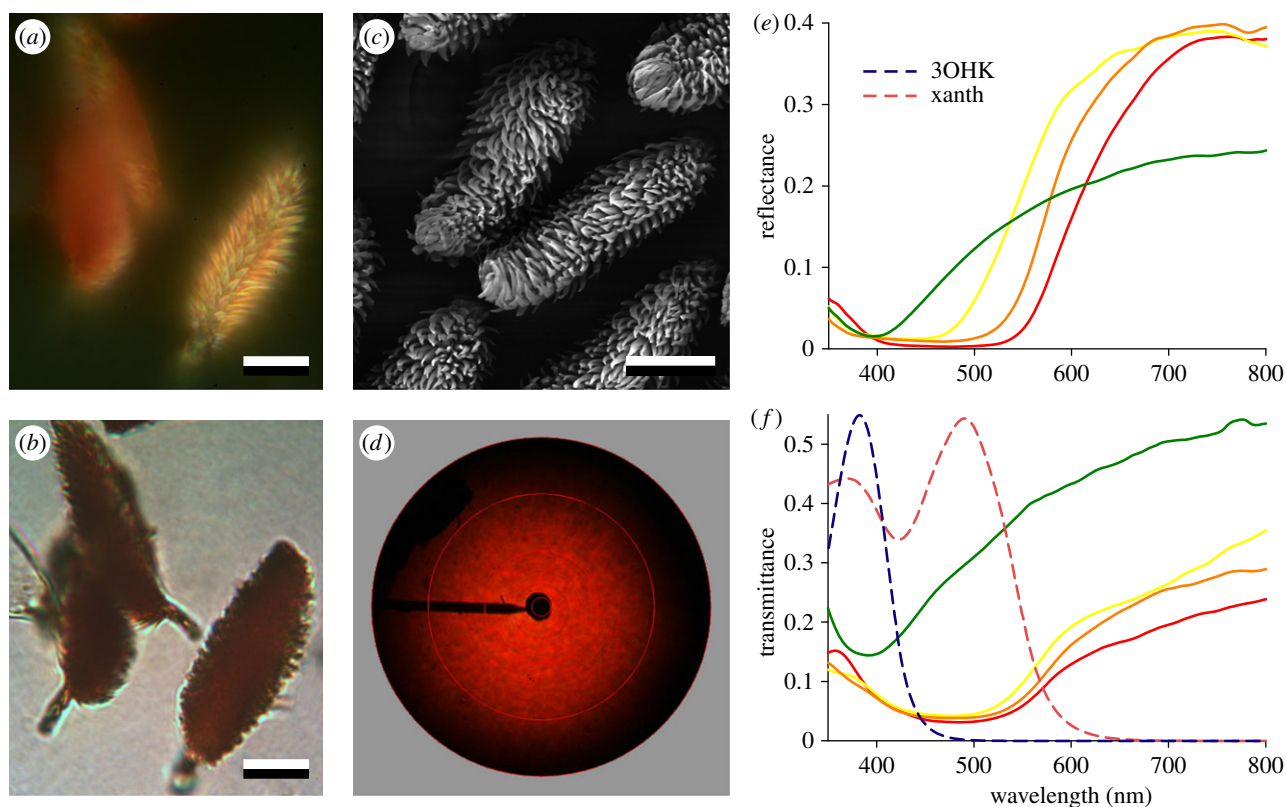 (a)
(c)
(e)
0.4
0.3
0.2
0.1
0
reflectance
3OHK
xanth
400 500 600 700 800
(b)
(d)
(f)
0.5
0.4
0.3
0.2
0.1
0
transmittance
400 500 600 700 800
wavelength (nm)